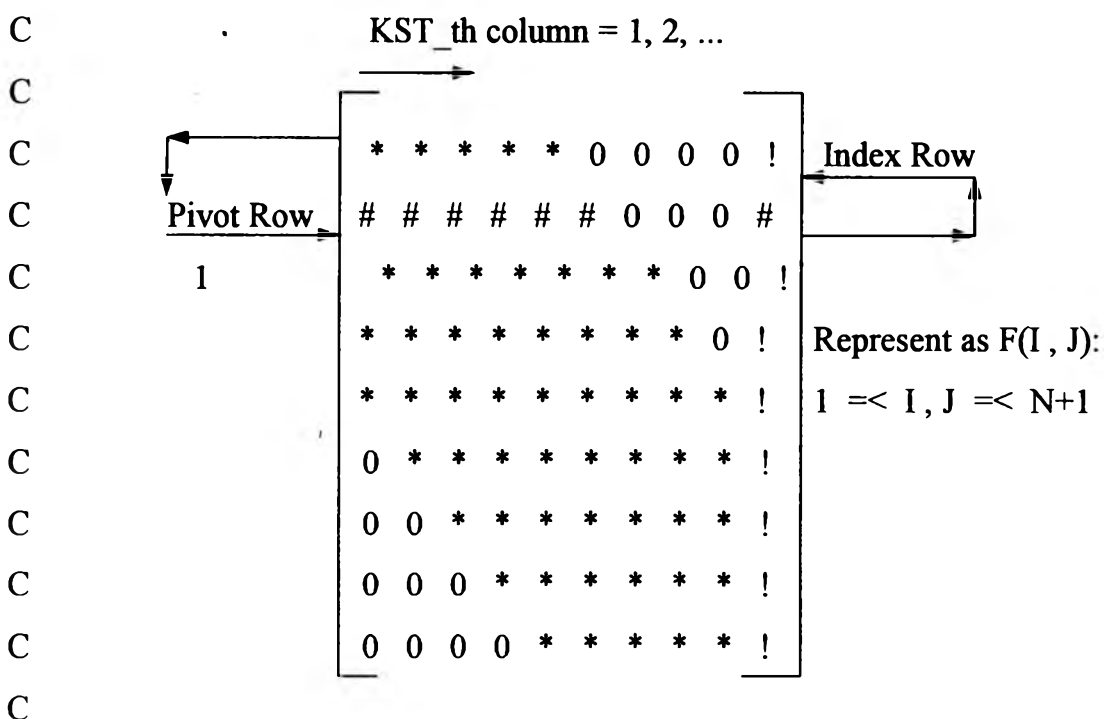 C KST_th column = 1, 2, ...
C
C * * * * * 0 0 0 0 ! Index Row
C Pivot Row # # # # # # 0 0 0 #
C 1 * * * * * * * 0 0 !
C * * * * * * * * 0 ! Represent as F(I , J):
C * * * * * * * * * ! 1 =< I , J =< N+1
C 0 * * * * * * * * !
C 0 0 * * * * * * * !
C 0 0 0 * * * * * * !
C 0 0 0 0 * * * * * !
C